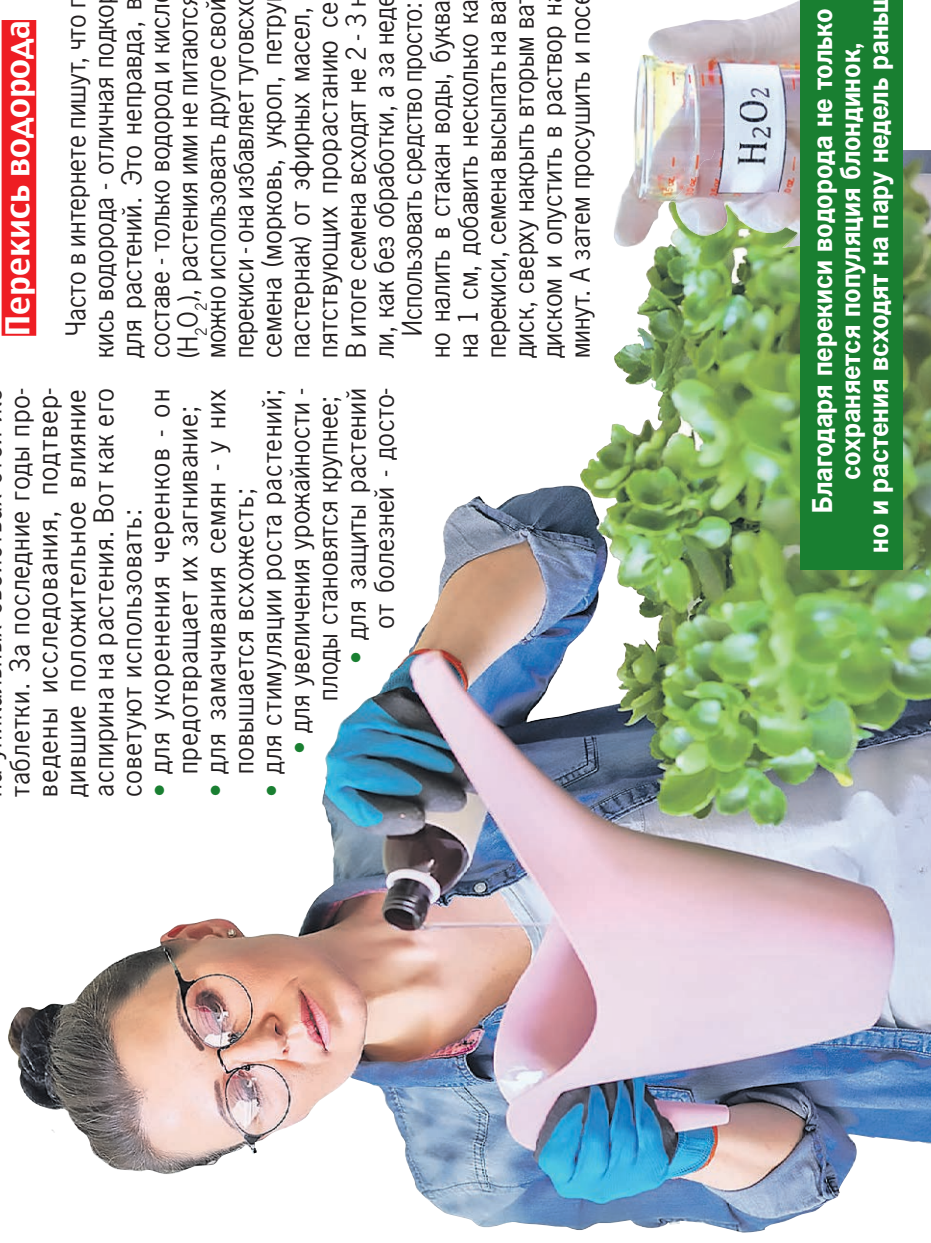 таблетки. За последние годы про-
ведены исследования, подтвер-
дившие положительное влияние
аспирина на растения. Вот как его
советуют использовать:
• для укоренения черенков - он
предотвращает их загнивание;
• для замачивания семян - у них
повышается всхожесть;
• для стимуляции роста растений;
• для увеличения урожайности -
плоды становятся крупнее;
• для защиты растений
от болезней - досто-
Перекись водорода
Часто в интернете пишут, что п
кись водорода - отличная подкор
для растений. Это неправда. В
составе - только водород и кисло
(H₂O₂), растения ими не питаются
можно использовать другое свой
перекиси - она избавляет туговсхо
семена (морковь, укроп, петру
пастернак) от эфирных масел,
пятствующих прорастанию се
В итоге семена всходят не 2 - 3 н
ли, как без обработки, а за неде
Использовать средство просто:
но налить в стакан воды, буква
на 1 см, добавить несколько ка
перекиси, семена высыпать на ва
диск, сверху накрыть вторым ват
диском и опустить в раствор на
минут. А затем просушить и посе
H₂O₂
Благодаря перекиси водорода не только
сохраняется популяция блондинок,
но и растения всходят на пару недель раньш